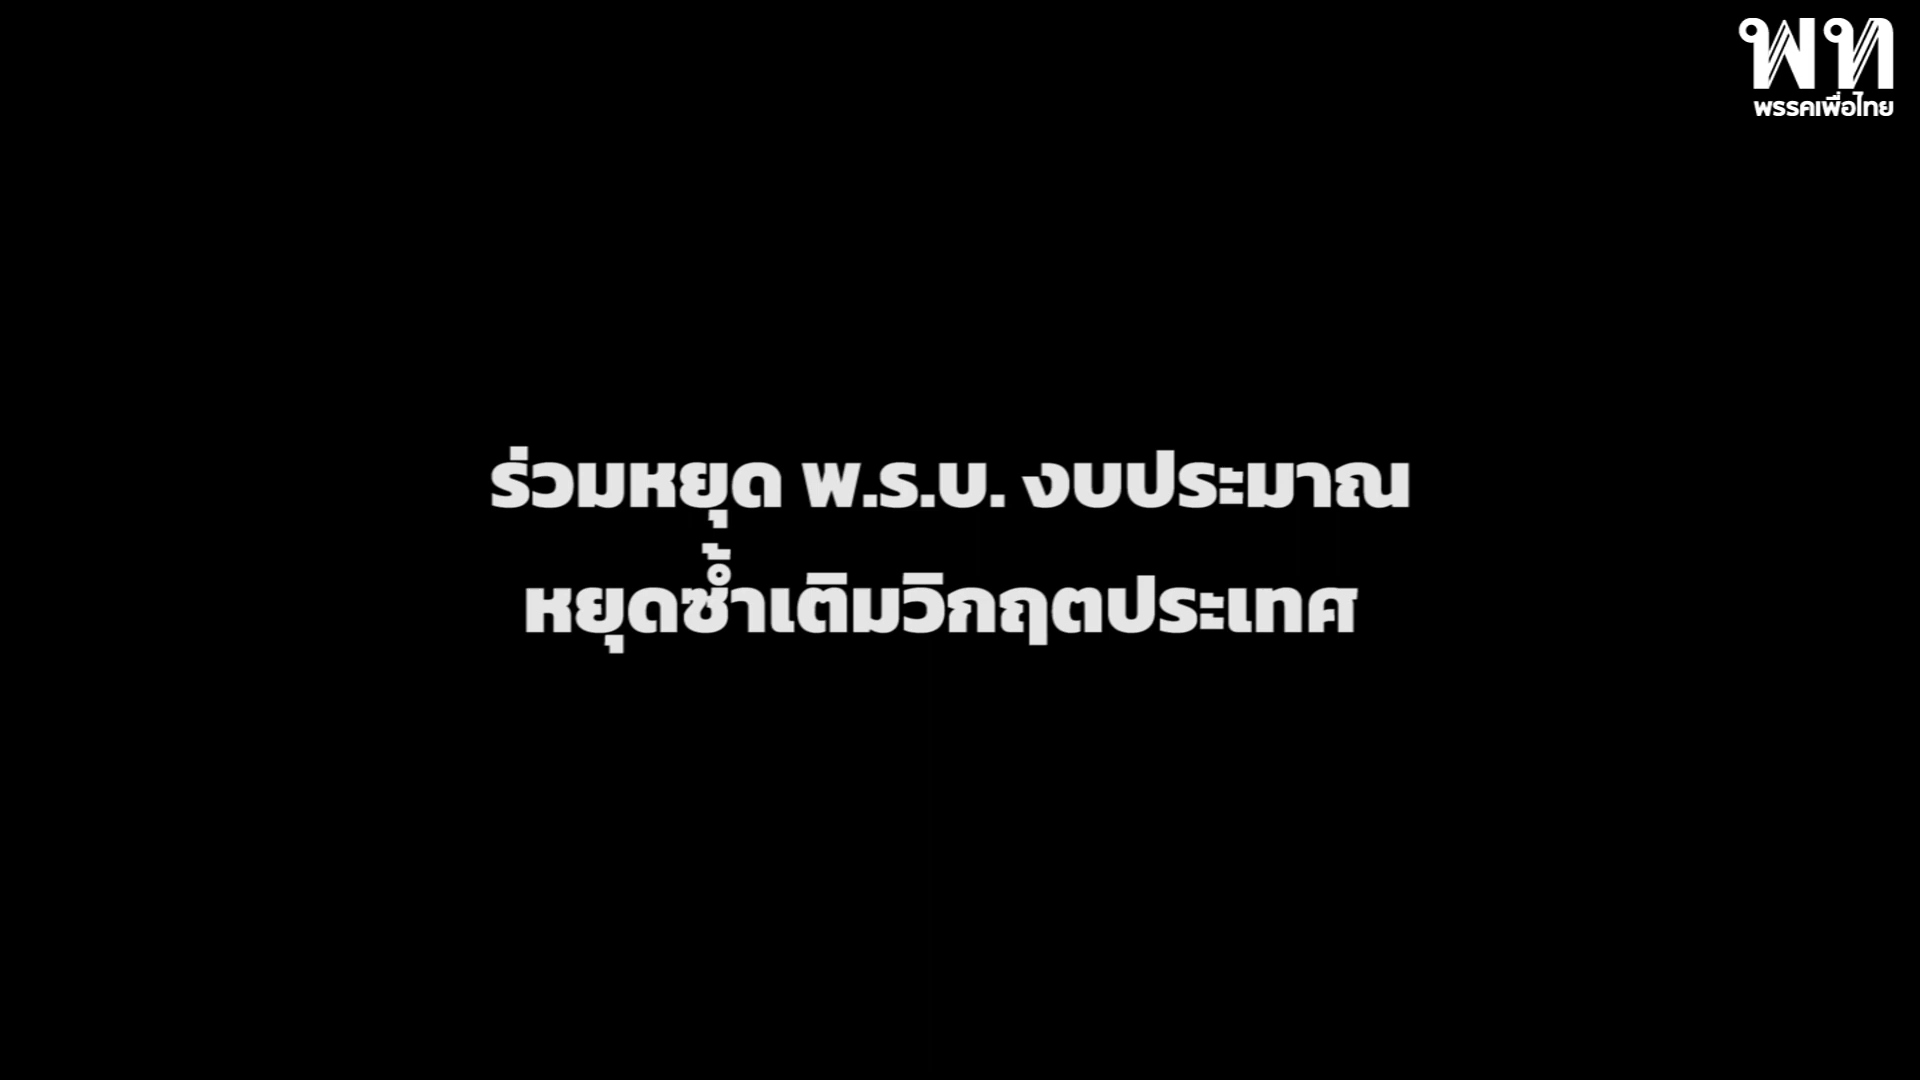 พท
พรรคเพื่อไทย
ร่วมหยุด พ.ร.บ. งบประมาณ
หยุดซ้ำเติมวิกฤตประเทศ